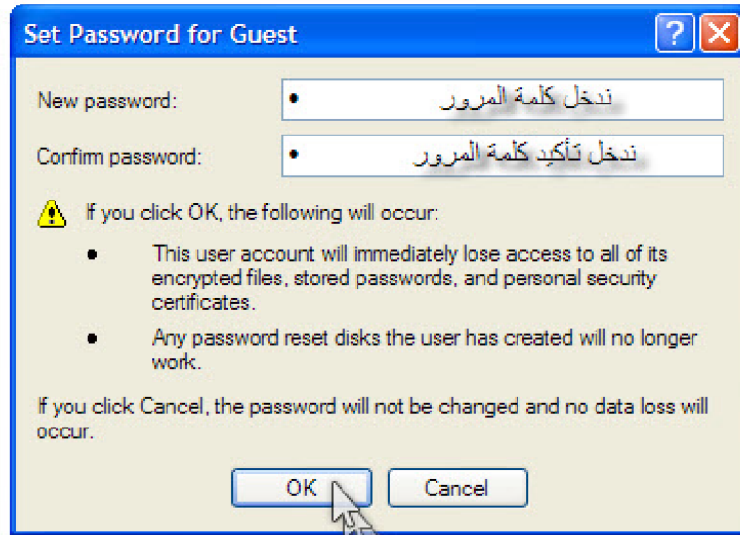 Set Password for Guest
New password: • ندخل كلمة المرور
Confirm password: • ندخل تأكيد كلمة المرور
If you click OK, the following will occur:
• This user account will immediately lose access to all of its
encrypted files, stored passwords, and personal security
certificates.
• Any password reset disks the user has created will no longer
work.
If you click Cancel, the password will not be changed and no data loss will
occur.
OK Cancel